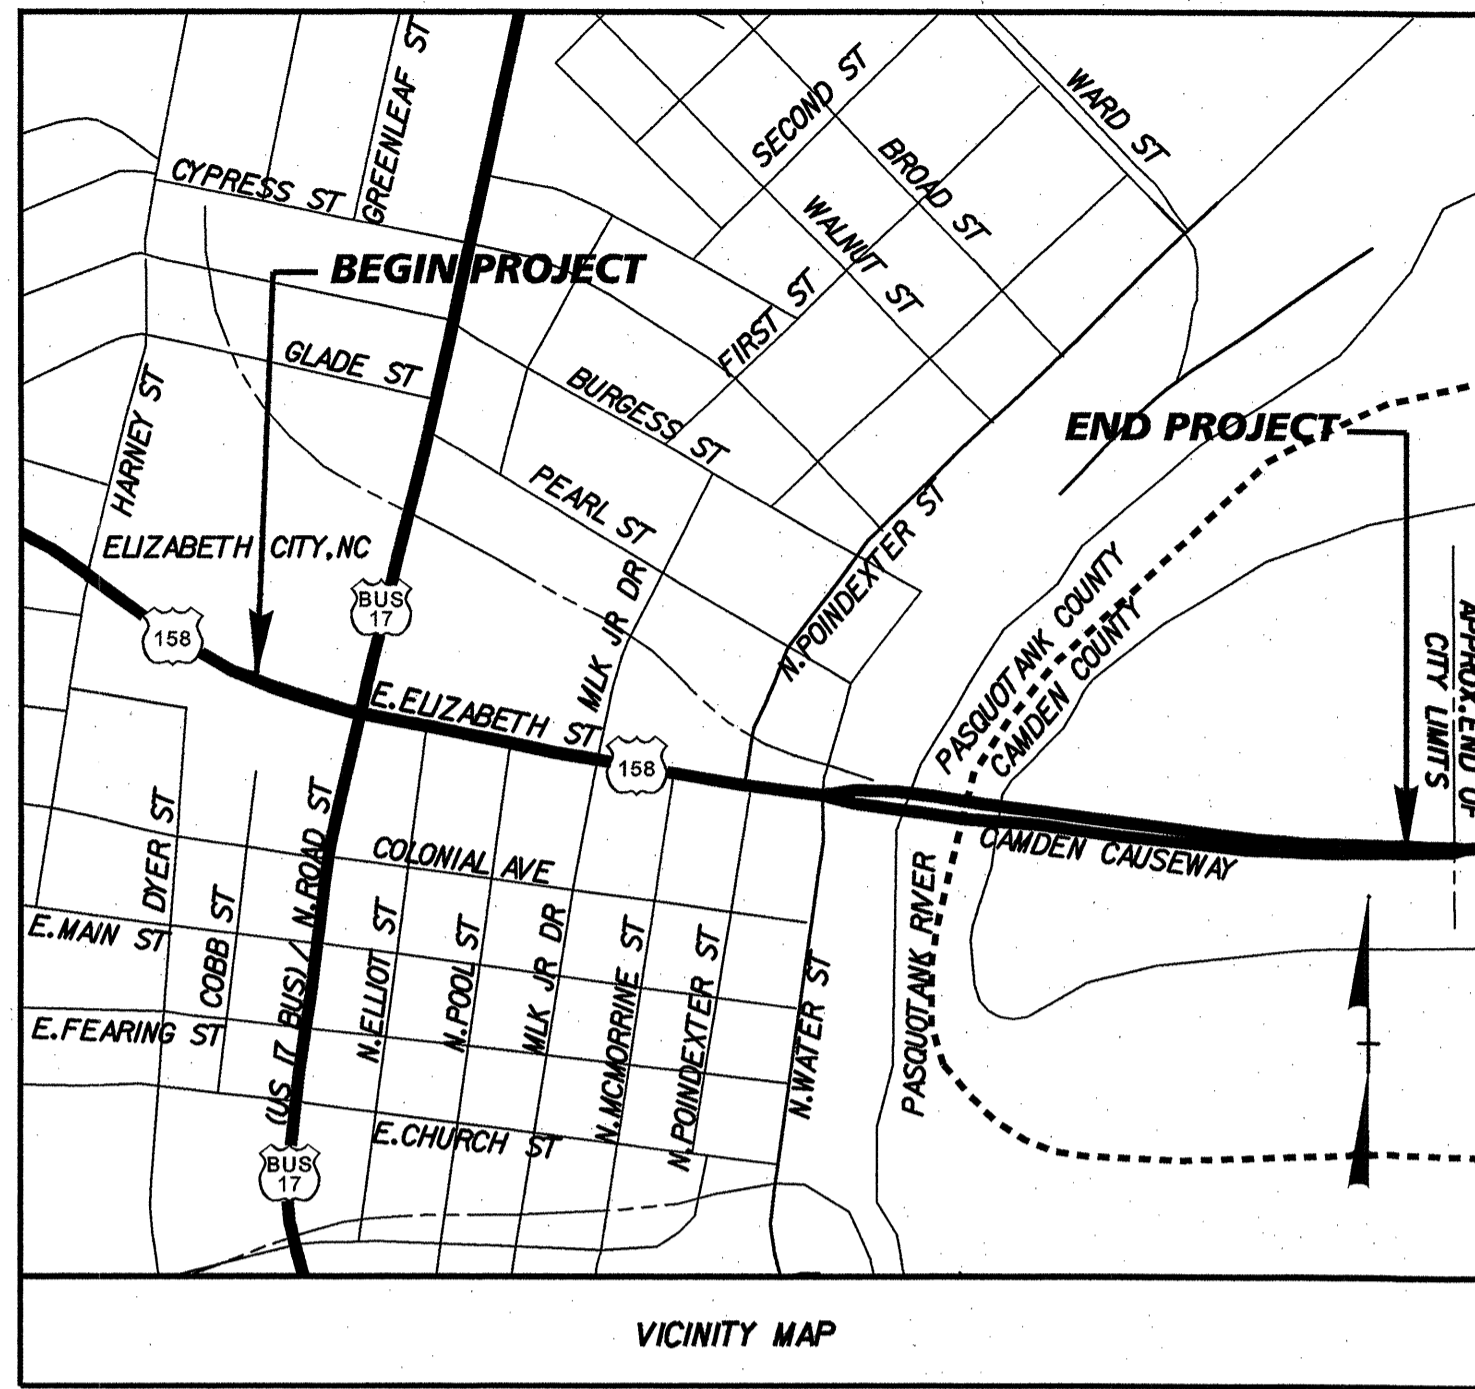 GREENLEAF ST
SECOND ST
WARD ST
CYPRESS ST
BROAD ST
WALNUT ST
BEGIN PROJECT
FIRST ST
GLADE ST
BURGESS ST
HARNEY ST
END PROJECT
PEARL ST
N.POINDEXTER ST
ELIZABETH CITY, NC
BUS
17
158
MLK JR DR
PASQUOTANK COUNTY
CAMDEN COUNTY
APPROX. END OF
CITY LIMITS
E.ELIZABETH ST
158
DYER ST
COLONIAL AVE
CAMDEN CAUSEWAY
E.MAIN ST
COBB ST
(US 17 BUS) / N.ROAD ST
N.ELLIOT ST
N.POOL ST
MLK JR DR
N.MCMORRINE ST
N.POINDEXTER ST
N.WATER ST
PASQUOTANK RIVER
E.FEARING ST
E.CHURCH ST
BUS
17
VICINITY MAP